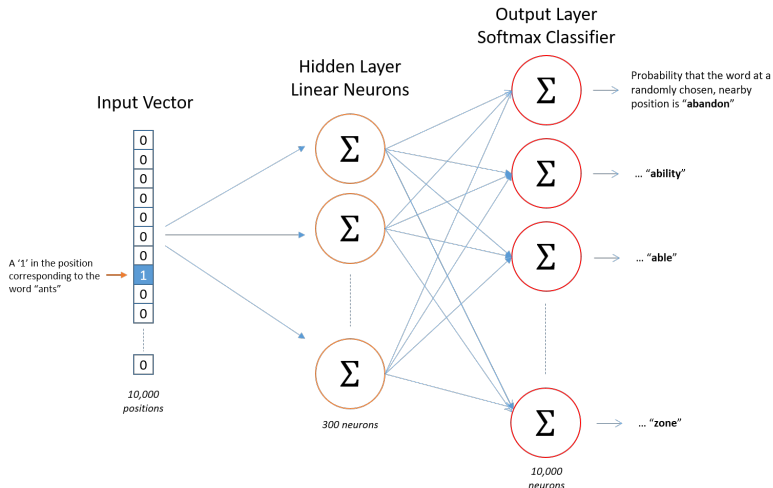 Output Layer
Softmax Classifier
Hidden Layer
Linear Neurons
Input Vector
0
0
0
0
0
0
0
1
0
0
0
A ‘1’ in the position
corresponding to the
word “ants”
10,000
positions
Σ
Σ
Σ
300 neurons
Σ
Σ
Σ
Σ
10,000
neurons
Probability that the word at a
randomly chosen, nearby
position is “abandon”
... “ability”
... “able”
... “zone”